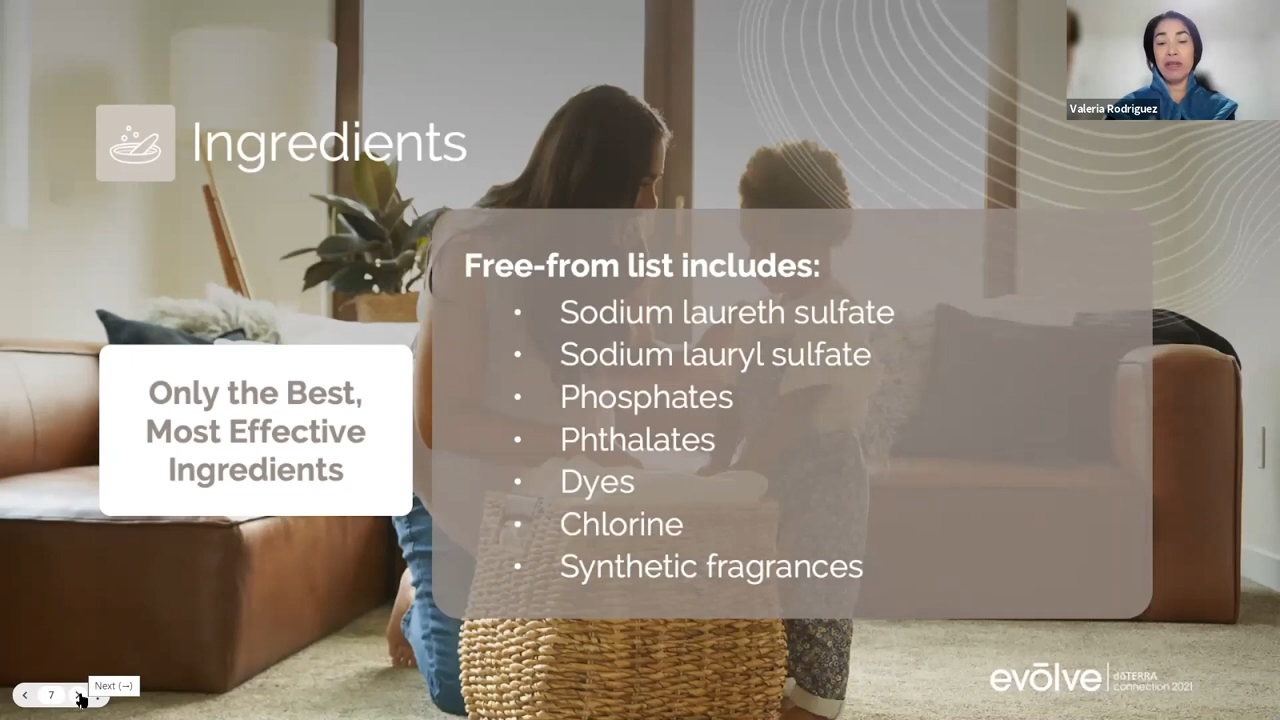 Valeria Rodriguez
Ingredients
Only the Best,
Most Effective
Ingredients
Free-from list includes:
• Sodium laureth sulfate
• Sodium lauryl sulfate
• Phosphates
• Phthalates
• Dyes
• Chlorine
• Synthetic fragrances
7
Next (→)
evōlve
dōTERRA
connection 2021